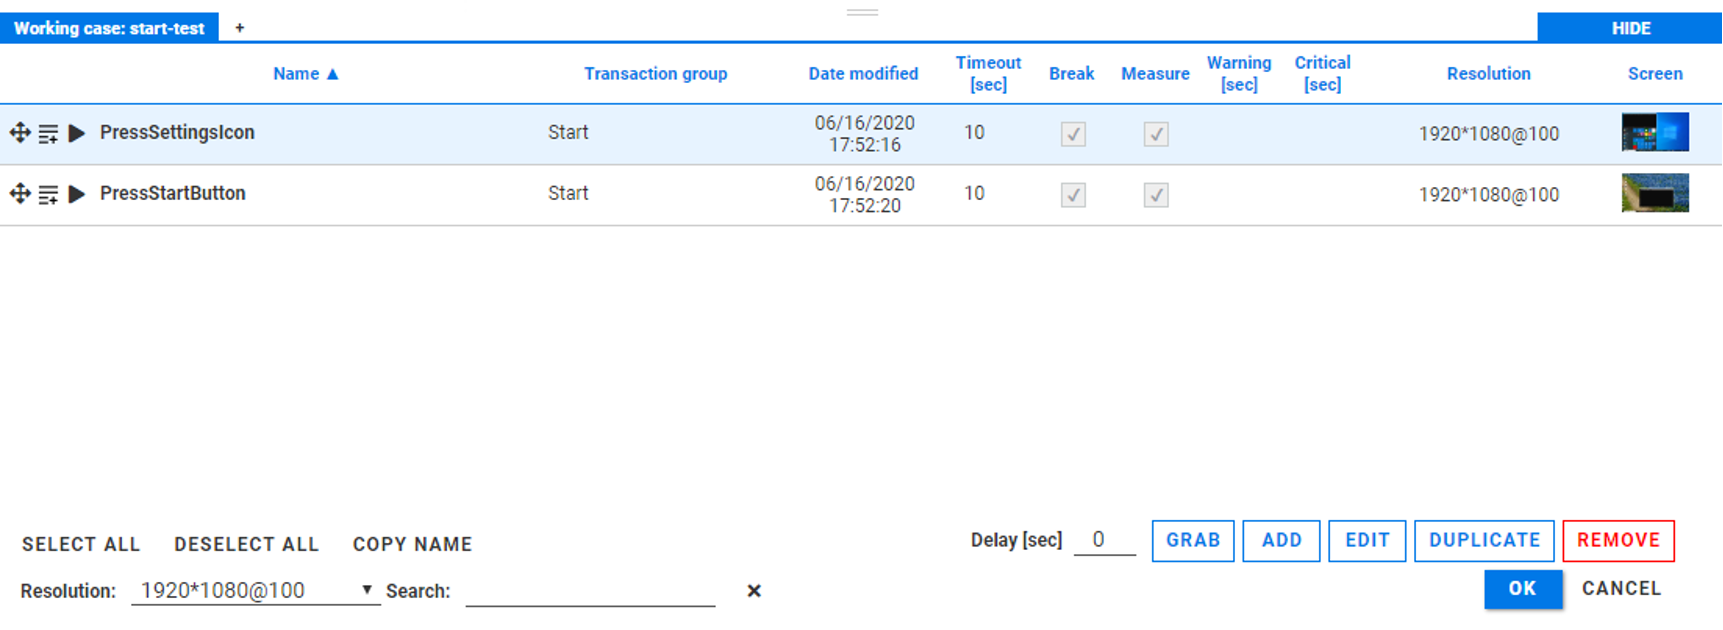 Working case: start-test + HIDE
Name ▲ Transaction group Date modified Timeout [sec] Break Measure Warning [sec] Critical [sec] Resolution Screen
PressSettingsIcon Start 06/16/2020 17:52:16 10 1920*1080@100
PressStartButton Start 06/16/2020 17:52:20 10 1920*1080@100
SELECT ALL DESELECT ALL COPY NAME Delay [sec] 0 GRAB ADD EDIT DUPLICATE REMOVE
Resolution: 1920*1080@100 ▼ Search: × OK CANCEL